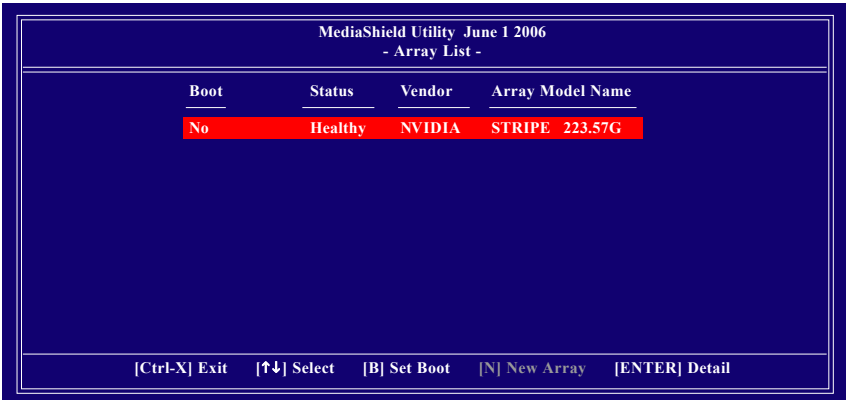 MediaShield Utility June 1 2006
- Array List -
Boot Status Vendor Array Model Name
No Healthy NVIDIA STRIPE 223.57G
[Ctrl-X] Exit [↑↓] Select [B] Set Boot [N] New Array [ENTER] Detail